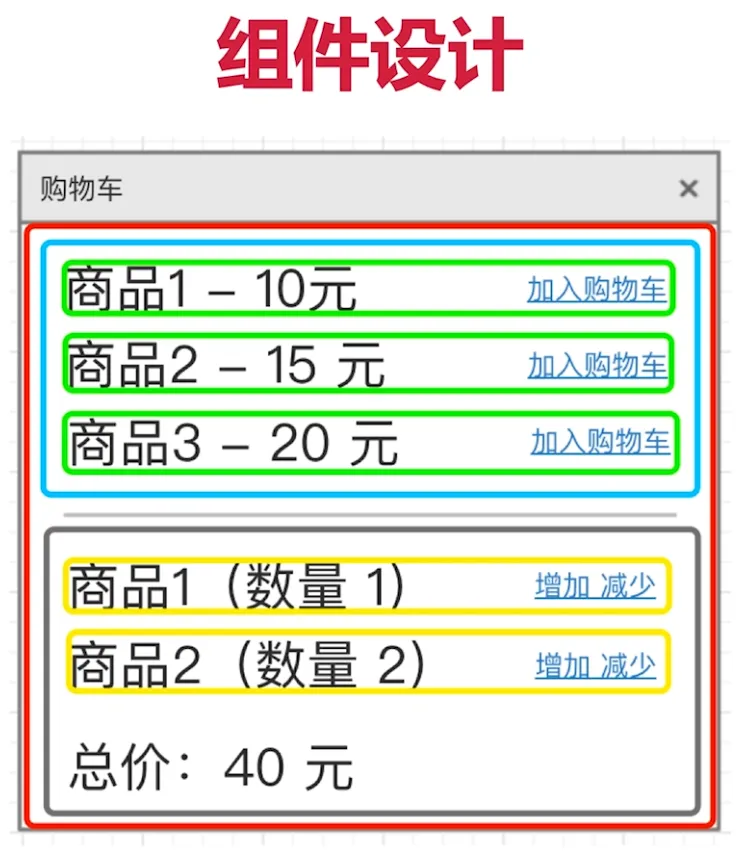 组件设计
购物车 ×
商品1 – 10元 加入购物车
商品2 – 15 元 加入购物车
商品3 – 20 元 加入购物车
商品1（数量 1） 增加 减少
商品2（数量 2） 增加 减少
总价：40 元